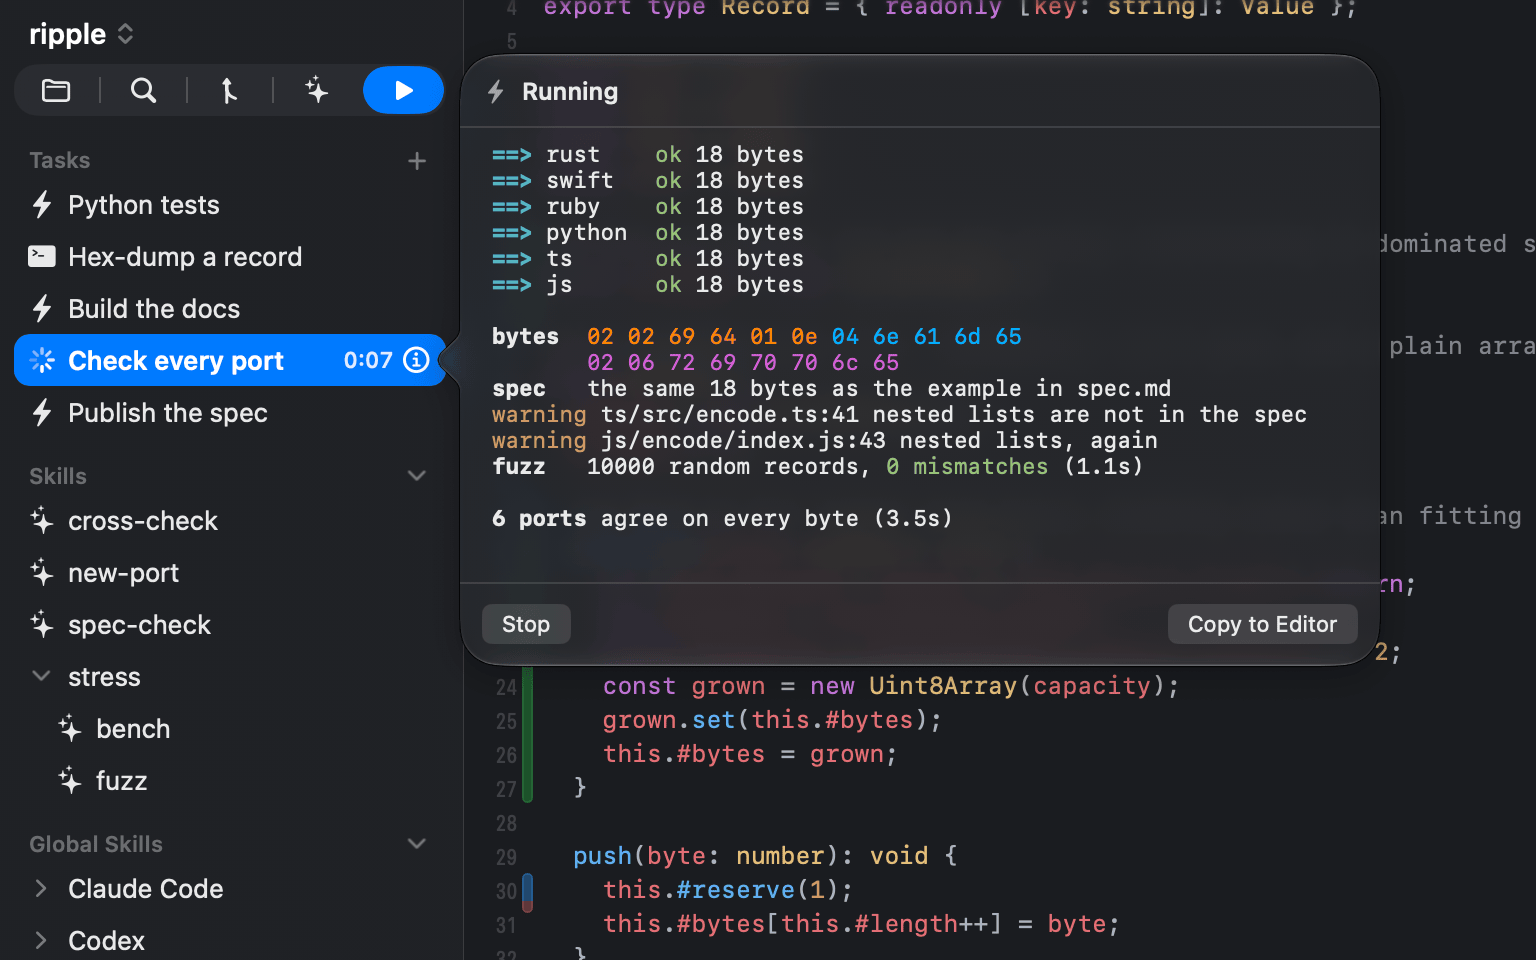 ripple
Tasks
Python tests
Hex-dump a record
Build the docs
Check every port 0:07
Publish the spec
Skills
cross-check
new-port
spec-check
stress
bench
fuzz
Global Skills
Claude Code
Codex
4 export type Record = { readonly [key: string]: Value };
5
Running
==> rust ok 18 bytes
==> swift ok 18 bytes
==> ruby ok 18 bytes
==> python ok 18 bytes
==> ts ok 18 bytes
==> js ok 18 bytes
bytes 02 02 69 64 01 0e 04 6e 61 6d 65
02 06 72 69 70 70 6c 65
spec the same 18 bytes as the example in spec.md
warning ts/src/encode.ts:41 nested lists are not in the spec
warning js/encode/index.js:43 nested lists, again
fuzz 10000 random records, 0 mismatches (1.1s)
6 ports agree on every byte (3.5s)
Stop
Copy to Editor
dominated s
plain arra
an fitting
rn;
2;
24 const grown = new Uint8Array(capacity);
25 grown.set(this.#bytes);
26 this.#bytes = grown;
27 }
28
29 push(byte: number): void {
30 this.#reserve(1);
31 this.#bytes[this.#length++] = byte;
32 }